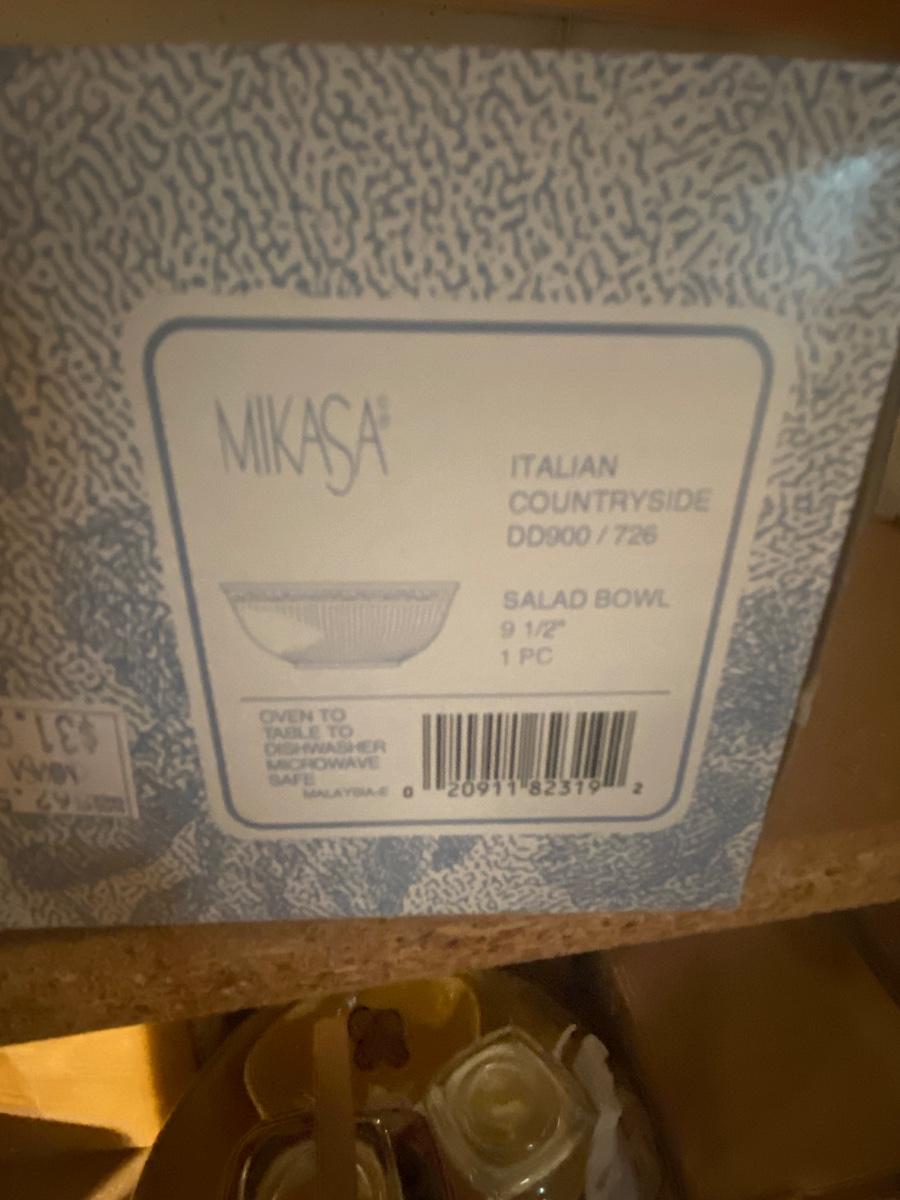 MIKASA®
ITALIAN
COUNTRYSIDE
DD900 / 726
SALAD BOWL
9 1/2"
1 PC
OVEN TO
TABLE TO
DISHWASHER
MICROWAVE
SAFE
MALAYSIA-E
0 20911 82319 2